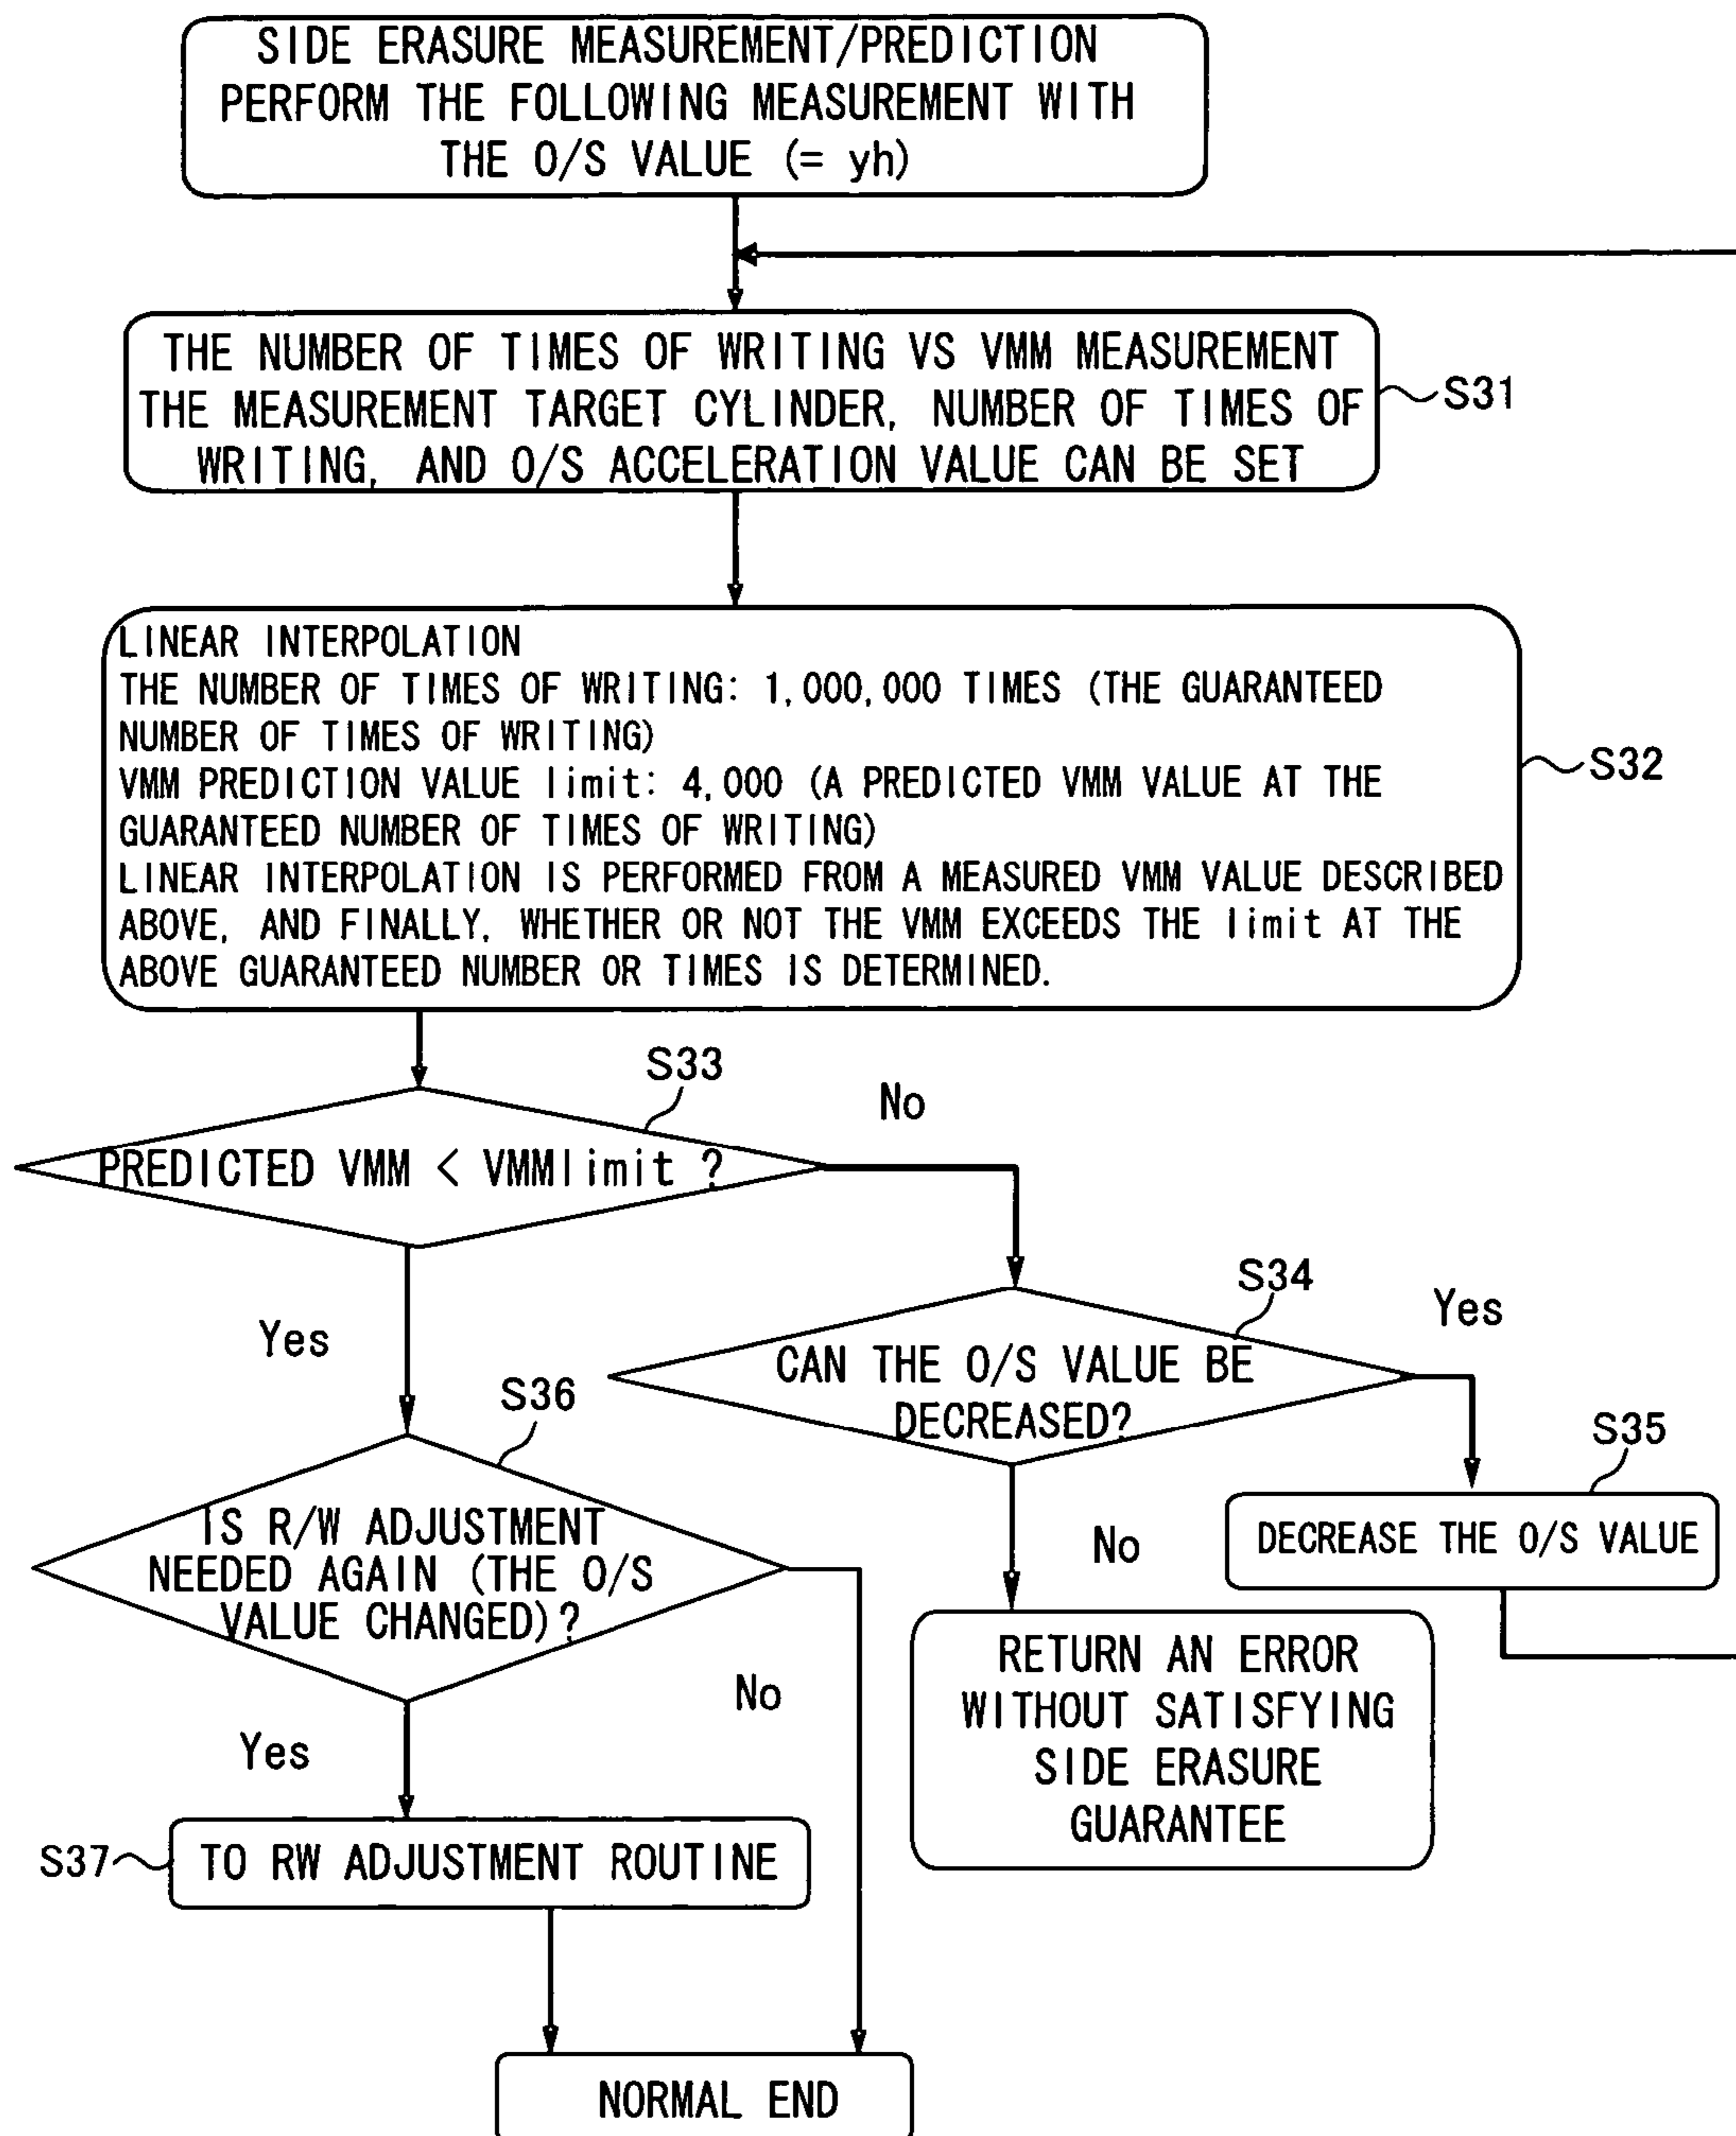 SIDE ERASURE MEASUREMENT/PREDICTION
PERFORM THE FOLLOWING MEASUREMENT WITH
THE O/S VALUE (= yh)
THE NUMBER OF TIMES OF WRITING VS VMM MEASUREMENT
THE MEASUREMENT TARGET CYLINDER, NUMBER OF TIMES OF
WRITING, AND O/S ACCELERATION VALUE CAN BE SET
S31
LINEAR INTERPOLATION
THE NUMBER OF TIMES OF WRITING: 1,000,000 TIMES (THE GUARANTEED
NUMBER OF TIMES OF WRITING)
VMM PREDICTION VALUE limit: 4,000 (A PREDICTED VMM VALUE AT THE
GUARANTEED NUMBER OF TIMES OF WRITING)
LINEAR INTERPOLATION IS PERFORMED FROM A MEASURED VMM VALUE DESCRIBED
ABOVE, AND FINALLY, WHETHER OR NOT THE VMM EXCEEDS THE limit AT THE
ABOVE GUARANTEED NUMBER OR TIMES IS DETERMINED.
S32
S33
PREDICTED VMM < VMMlimit ?
No
Yes
S34
CAN THE O/S VALUE BE
DECREASED?
Yes
No
S35
DECREASE THE O/S VALUE
S36
IS R/W ADJUSTMENT
NEEDED AGAIN (THE O/S
VALUE CHANGED)?
No
Yes
RETURN AN ERROR
WITHOUT SATISFYING
SIDE ERASURE
GUARANTEE
S37
TO RW ADJUSTMENT ROUTINE
NORMAL END